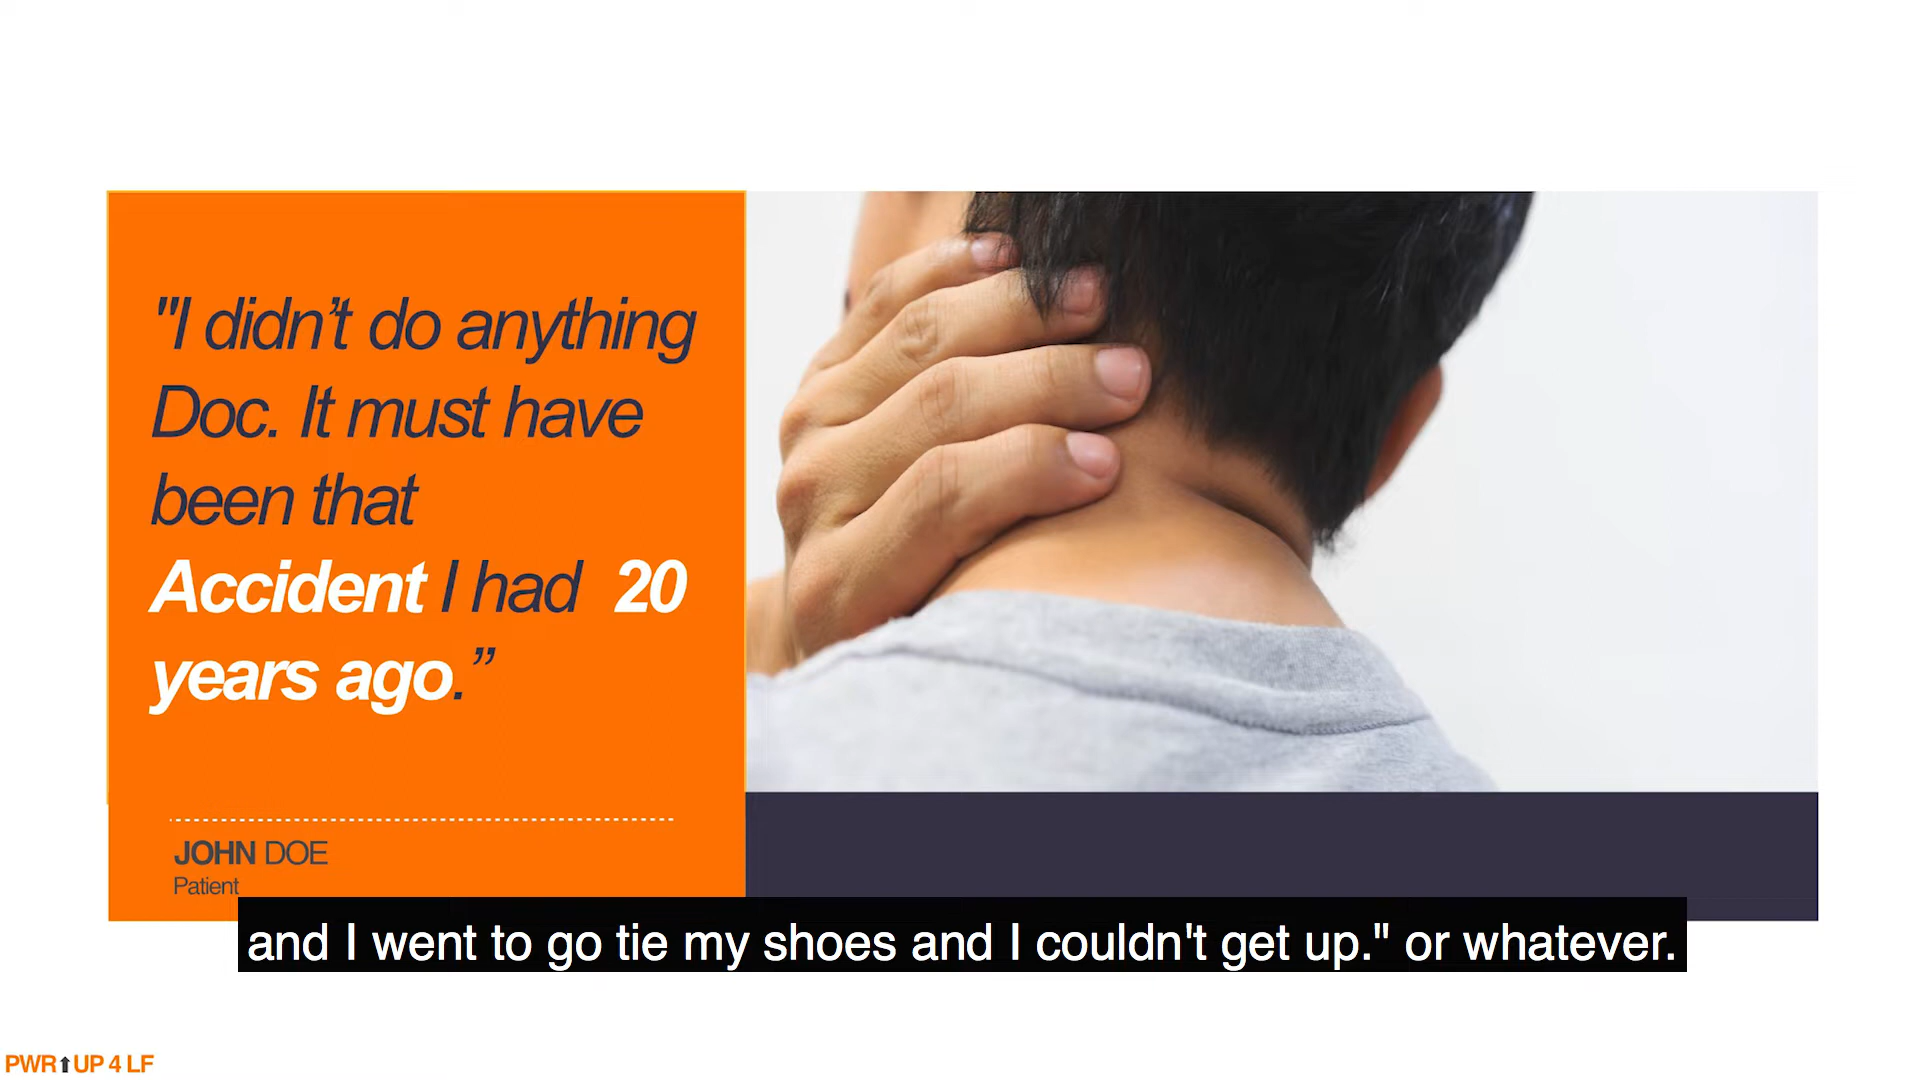 "I didn’t do anything
Doc. It must have
been that
Accident I had 20
years ago.”
JOHN DOE
Patient
and I went to go tie my shoes and I couldn't get up." or whatever.
PWR⬆UP 4 LF